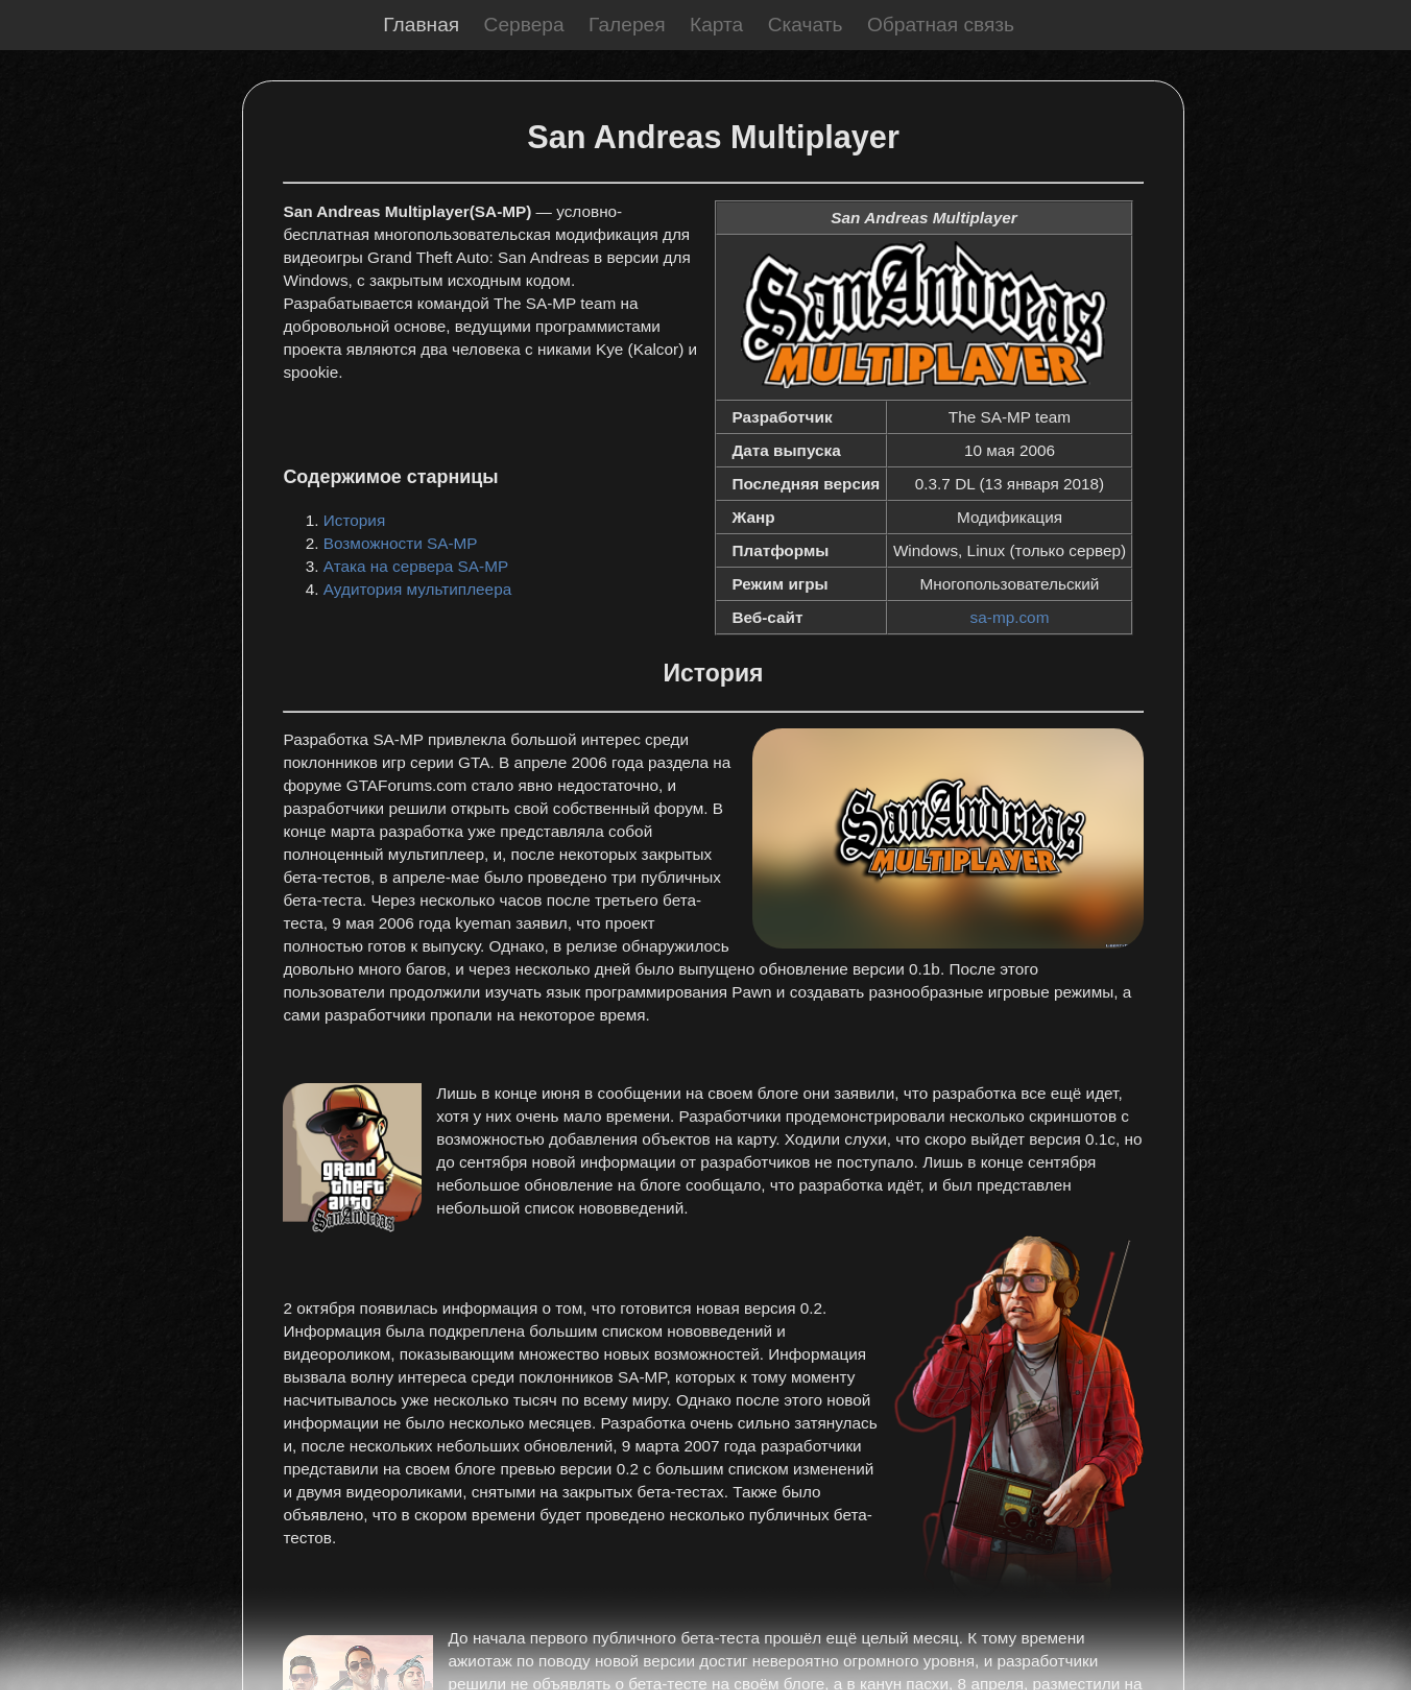 Главная Сервера Галерея Карта Скачать Обратная связь
San Andreas Multiplayer
San Andreas Multiplayer(SA-MP) — условно-
бесплатная многопользовательская модификация для
видеоигры Grand Theft Auto: San Andreas в версии для
Windows, с закрытым исходным кодом.
Разрабатывается командой The SA-MP team на
добровольной основе, ведущими программистами
проекта являются два человека с никами Kye (Kalcor) и
spookie.
Содержимое старницы
1. История
2. Возможности SA-MP
3. Атака на сервера SA-MP
4. Аудитория мультиплеера
San Andreas Multiplayer
San Andreas
MULTIPLAYER
Разработчик The SA-MP team
Дата выпуска 10 мая 2006
Последняя версия 0.3.7 DL (13 января 2018)
Жанр Модификация
Платформы Windows, Linux (только сервер)
Режим игры Многопользовательский
Веб-сайт sa-mp.com
История
Разработка SA-MP привлекла большой интерес среди
поклонников игр серии GTA. В апреле 2006 года раздела на
форуме GTAForums.com стало явно недостаточно, и
разработчики решили открыть свой собственный форум. В
конце марта разработка уже представляла собой
полноценный мультиплеер, и, после некоторых закрытых
бета-тестов, в апреле-мае было проведено три публичных
бета-теста. Через несколько часов после третьего бета-
теста, 9 мая 2006 года kyeman заявил, что проект
полностью готов к выпуску. Однако, в релизе обнаружилось
довольно много багов, и через несколько дней было выпущено обновление версии 0.1b. После этого
пользователи продолжили изучать язык программирования Pawn и создавать разнообразные игровые режимы, а
сами разработчики пропали на некоторое время.
San Andreas
MULTIPLAYER
grand
theft
auto
San Andreas
Лишь в конце июня в сообщении на своем блоге они заявили, что разработка все ещё идет,
хотя у них очень мало времени. Разработчики продемонстрировали несколько скриншотов с
возможностью добавления объектов на карту. Ходили слухи, что скоро выйдет версия 0.1c, но
до сентября новой информации от разработчиков не поступало. Лишь в конце сентября
небольшое обновление на блоге сообщало, что разработка идёт, и был представлен
небольшой список нововведений.
2 октября появилась информация о том, что готовится новая версия 0.2.
Информация была подкреплена большим списком нововведений и
видеороликом, показывающим множество новых возможностей. Информация
вызвала волну интереса среди поклонников SA-MP, которых к тому моменту
насчитывалось уже несколько тысяч по всему миру. Однако после этого новой
информации не было несколько месяцев. Разработка очень сильно затянулась
и, после нескольких небольших обновлений, 9 марта 2007 года разработчики
представили на своем блоге превью версии 0.2 с большим списком изменений
и двумя видеороликами, снятыми на закрытых бета-тестах. Также было
объявлено, что в скором времени будет проведено несколько публичных бета-
тестов.
До начала первого публичного бета-теста прошёл ещё целый месяц. К тому времени
ажиотаж по поводу новой версии достиг невероятно огромного уровня, и разработчики
решили не объявлять о бета-тесте на своём блоге, а в канун пасхи, 8 апреля, разместили на